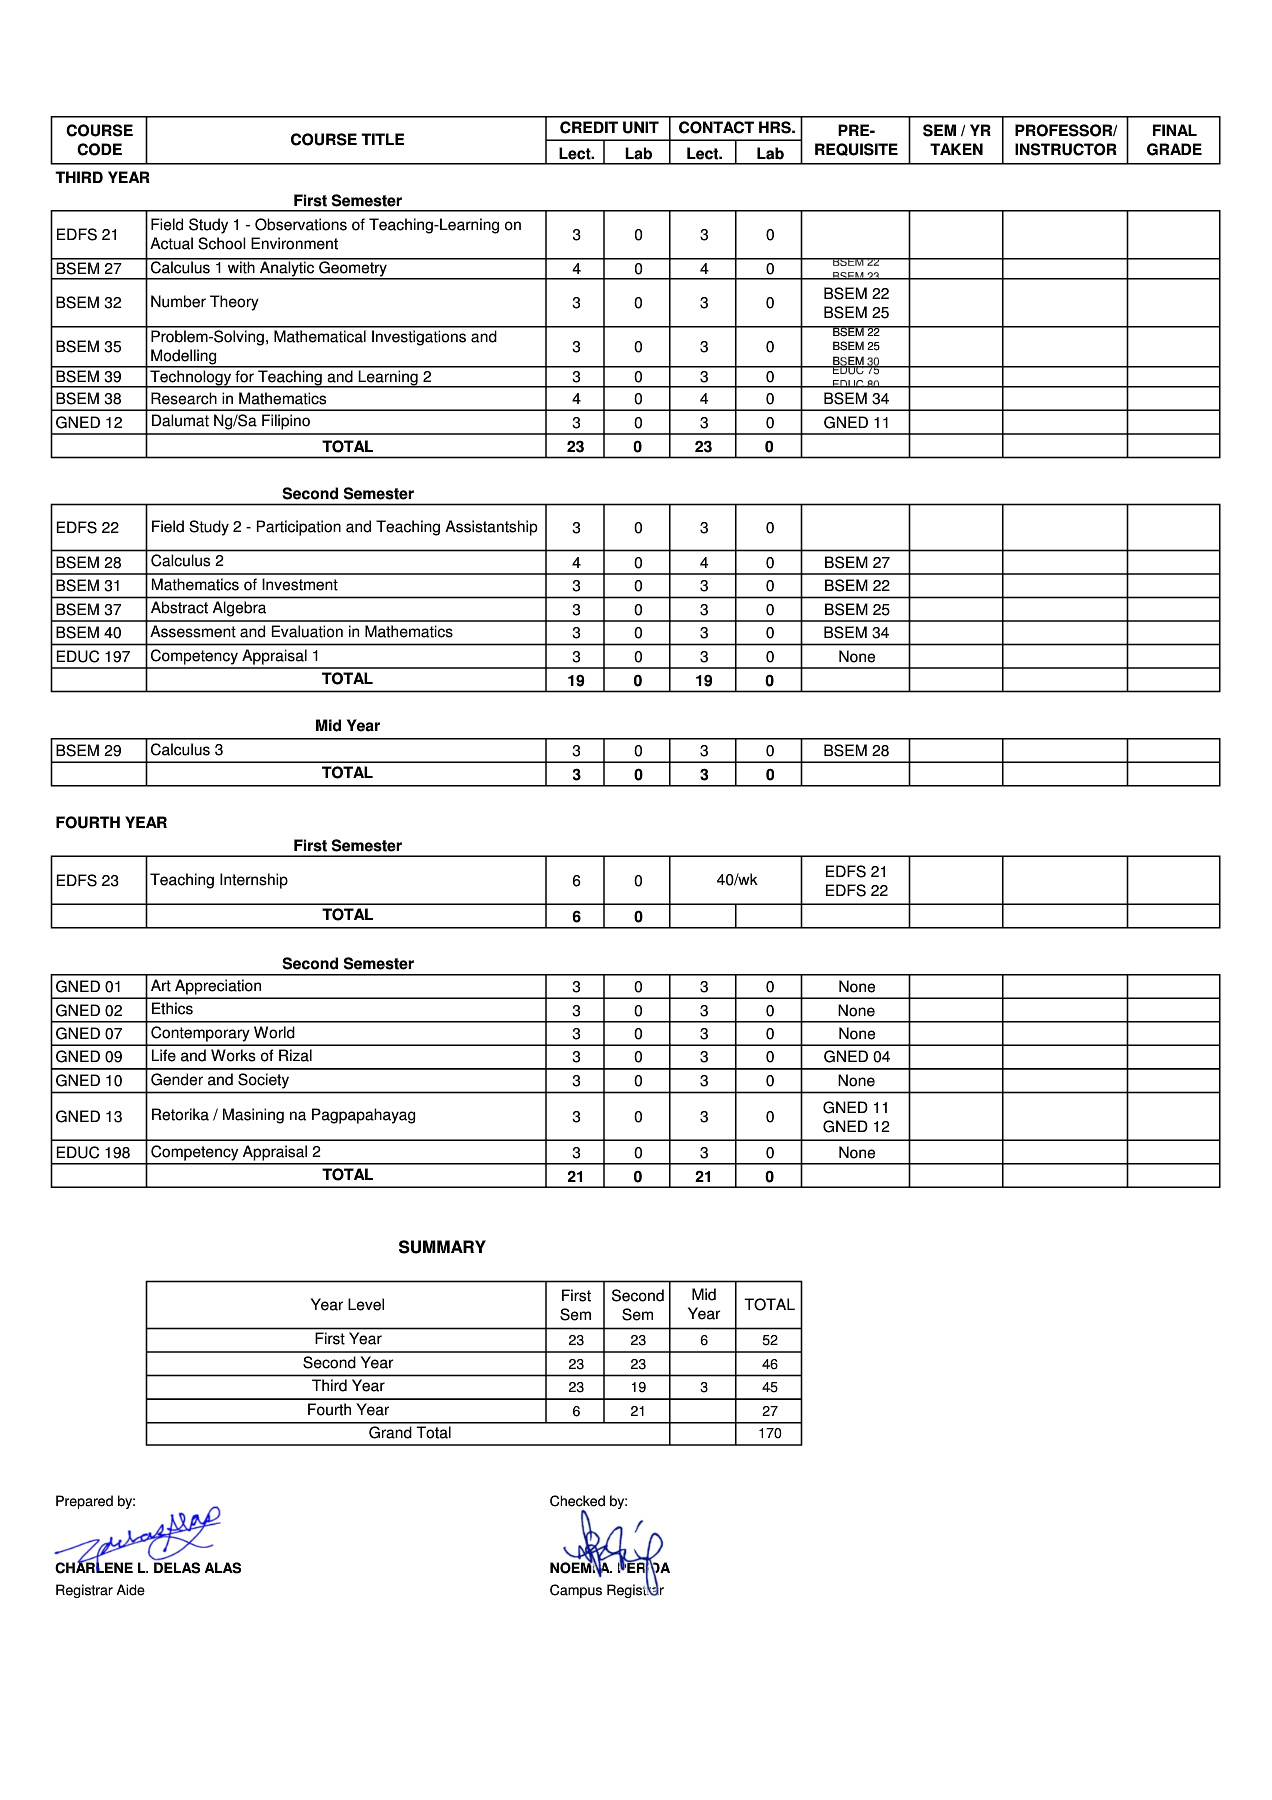 COURSE CODE COURSE TITLE CREDIT UNIT CONTACT HRS. PRE-REQUISITE SEM / YR TAKEN PROFESSOR/ INSTRUCTOR FINAL GRADE
Lect. Lab Lect. Lab
THIRD YEAR
First Semester
EDFS 21 Field Study 1 - Observations of Teaching-Learning on Actual School Environment 3 0 3 0
BSEM 27 Calculus 1 with Analytic Geometry 4 0 4 0 BSEM 22 BSEM 23
BSEM 32 Number Theory 3 0 3 0 BSEM 22 BSEM 25
BSEM 35 Problem-Solving, Mathematical Investigations and Modelling 3 0 3 0 BSEM 22 BSEM 25 BSEM 30
BSEM 39 Technology for Teaching and Learning 2 3 0 3 0 EDUC 75 EDUC 80
BSEM 38 Research in Mathematics 4 0 4 0 BSEM 34
GNED 12 Dalumat Ng/Sa Filipino 3 0 3 0 GNED 11
TOTAL 23 0 23 0
Second Semester
EDFS 22 Field Study 2 - Participation and Teaching Assistantship 3 0 3 0
BSEM 28 Calculus 2 4 0 4 0 BSEM 27
BSEM 31 Mathematics of Investment 3 0 3 0 BSEM 22
BSEM 37 Abstract Algebra 3 0 3 0 BSEM 25
BSEM 40 Assessment and Evaluation in Mathematics 3 0 3 0 BSEM 34
EDUC 197 Competency Appraisal 1 3 0 3 0 None
TOTAL 19 0 19 0
Mid Year
BSEM 29 Calculus 3 3 0 3 0 BSEM 28
TOTAL 3 0 3 0
FOURTH YEAR
First Semester
EDFS 23 Teaching Internship 6 0 40/wk EDFS 21 EDFS 22
TOTAL 6 0
Second Semester
GNED 01 Art Appreciation 3 0 3 0 None
GNED 02 Ethics 3 0 3 0 None
GNED 07 Contemporary World 3 0 3 0 None
GNED 09 Life and Works of Rizal 3 0 3 0 GNED 04
GNED 10 Gender and Society 3 0 3 0 None
GNED 13 Retorika / Masining na Pagpapahayag 3 0 3 0 GNED 11 GNED 12
EDUC 198 Competency Appraisal 2 3 0 3 0 None
TOTAL 21 0 21 0
SUMMARY
Year Level First Sem Second Sem Mid Year TOTAL
First Year 23 23 6 52
Second Year 23 23 46
Third Year 23 19 3 45
Fourth Year 6 21 27
Grand Total 170
Prepared by: Checked by:
CHARLENE L. DELAS ALAS NOEMI A.
Registrar Aide Campus Registrar